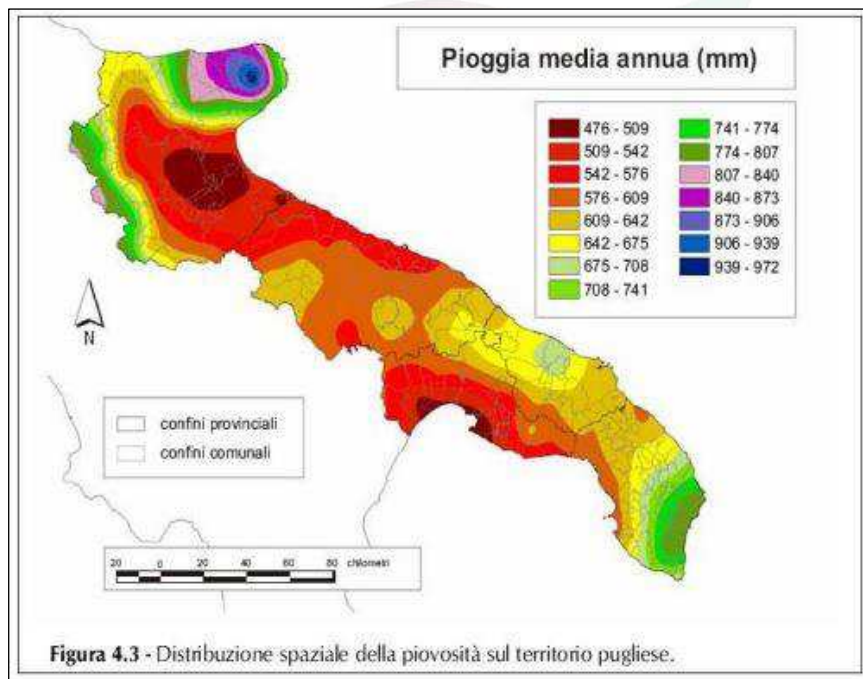 Pioggia media annua (mm)
476 - 509
509 - 542
542 - 576
576 - 609
609 - 642
642 - 675
675 - 708
708 - 741
741 - 774
774 - 807
807 - 840
840 - 873
873 - 906
906 - 939
939 - 972
N
confini provinciali
confini comunali
20 0 20 40 60 80 chilometri
Figura 4.3 - Distribuzione spaziale della piovosità sul territorio pugliese.